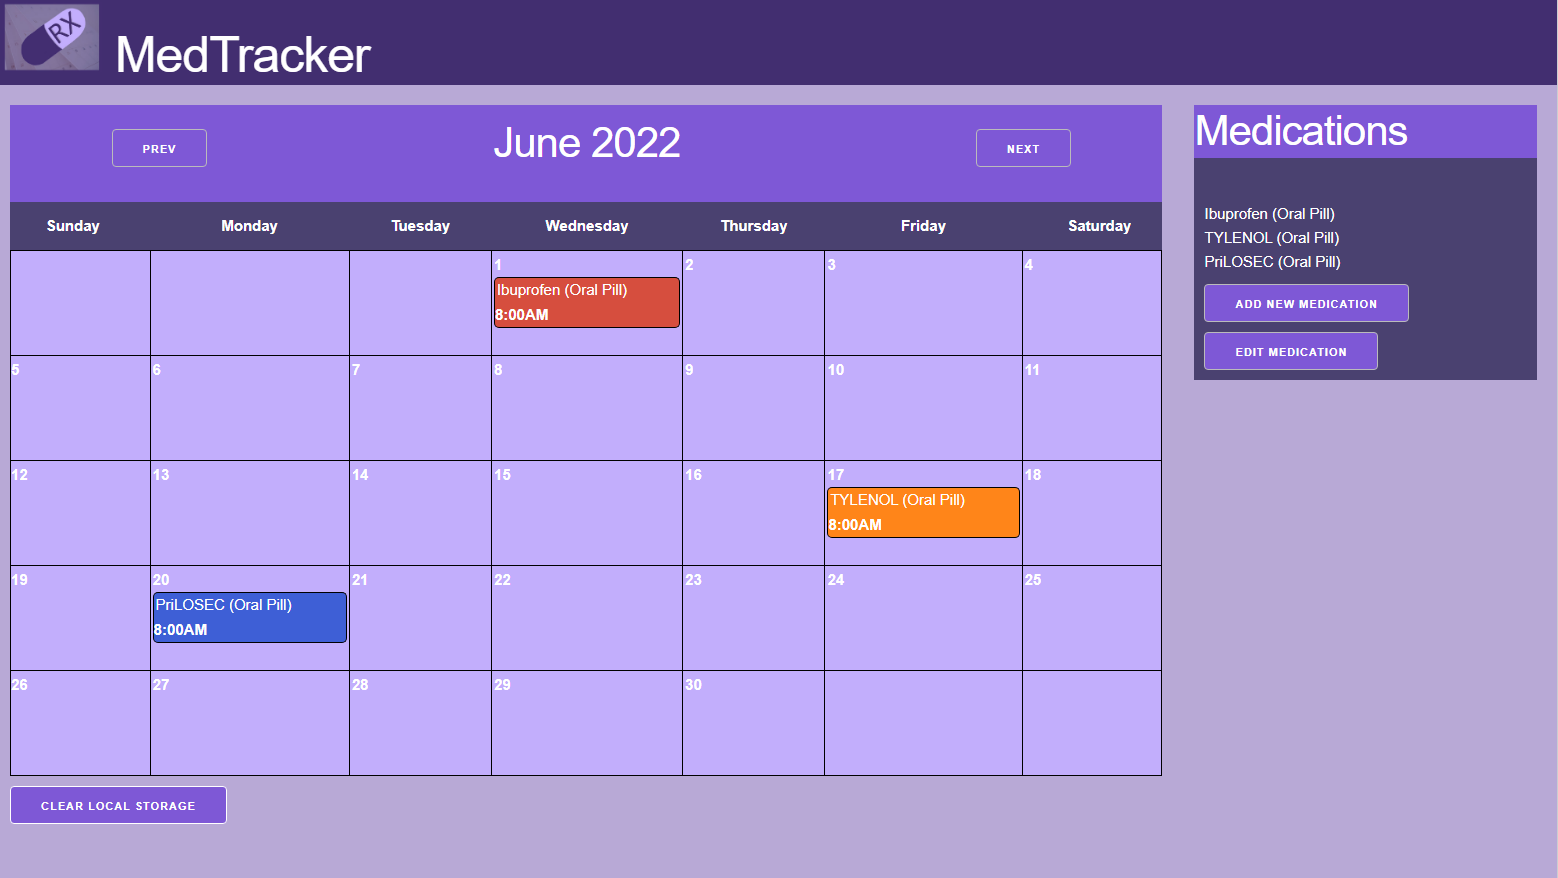 RX
MedTracker
PREV
June 2022
NEXT
Sunday Monday Tuesday Wednesday Thursday Friday Saturday
1 2 3 4
Ibuprofen (Oral Pill)
8:00AM
5 6 7 8 9 10 11
12 13 14 15 16 17 18
TYLENOL (Oral Pill)
8:00AM
19 20 21 22 23 24 25
PriLOSEC (Oral Pill)
8:00AM
26 27 28 29 30
CLEAR LOCAL STORAGE
Medications
Ibuprofen (Oral Pill)
TYLENOL (Oral Pill)
PriLOSEC (Oral Pill)
ADD NEW MEDICATION
EDIT MEDICATION